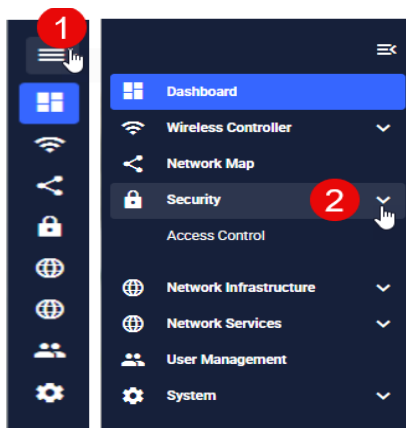 1
Dashboard
Wireless Controller
Network Map
Security 2
Access Control
Network Infrastructure
Network Services
User Management
System